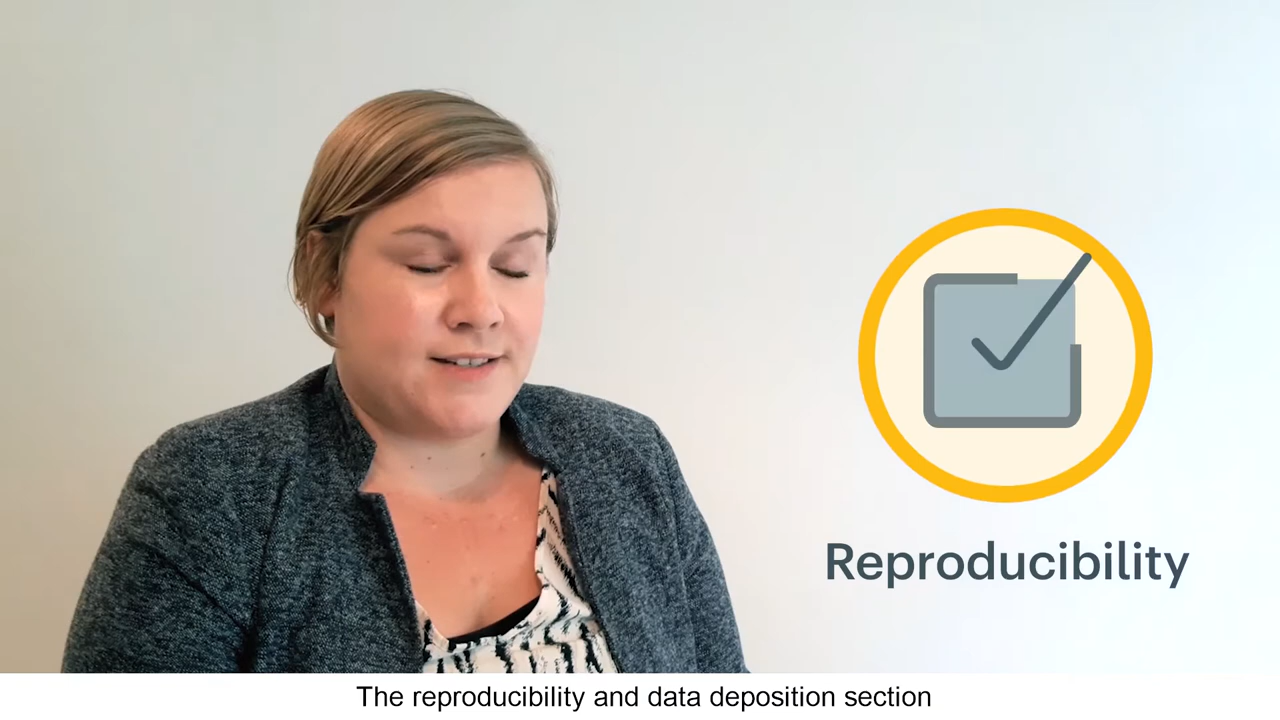 Reproducibility
The reproducibility and data deposition section